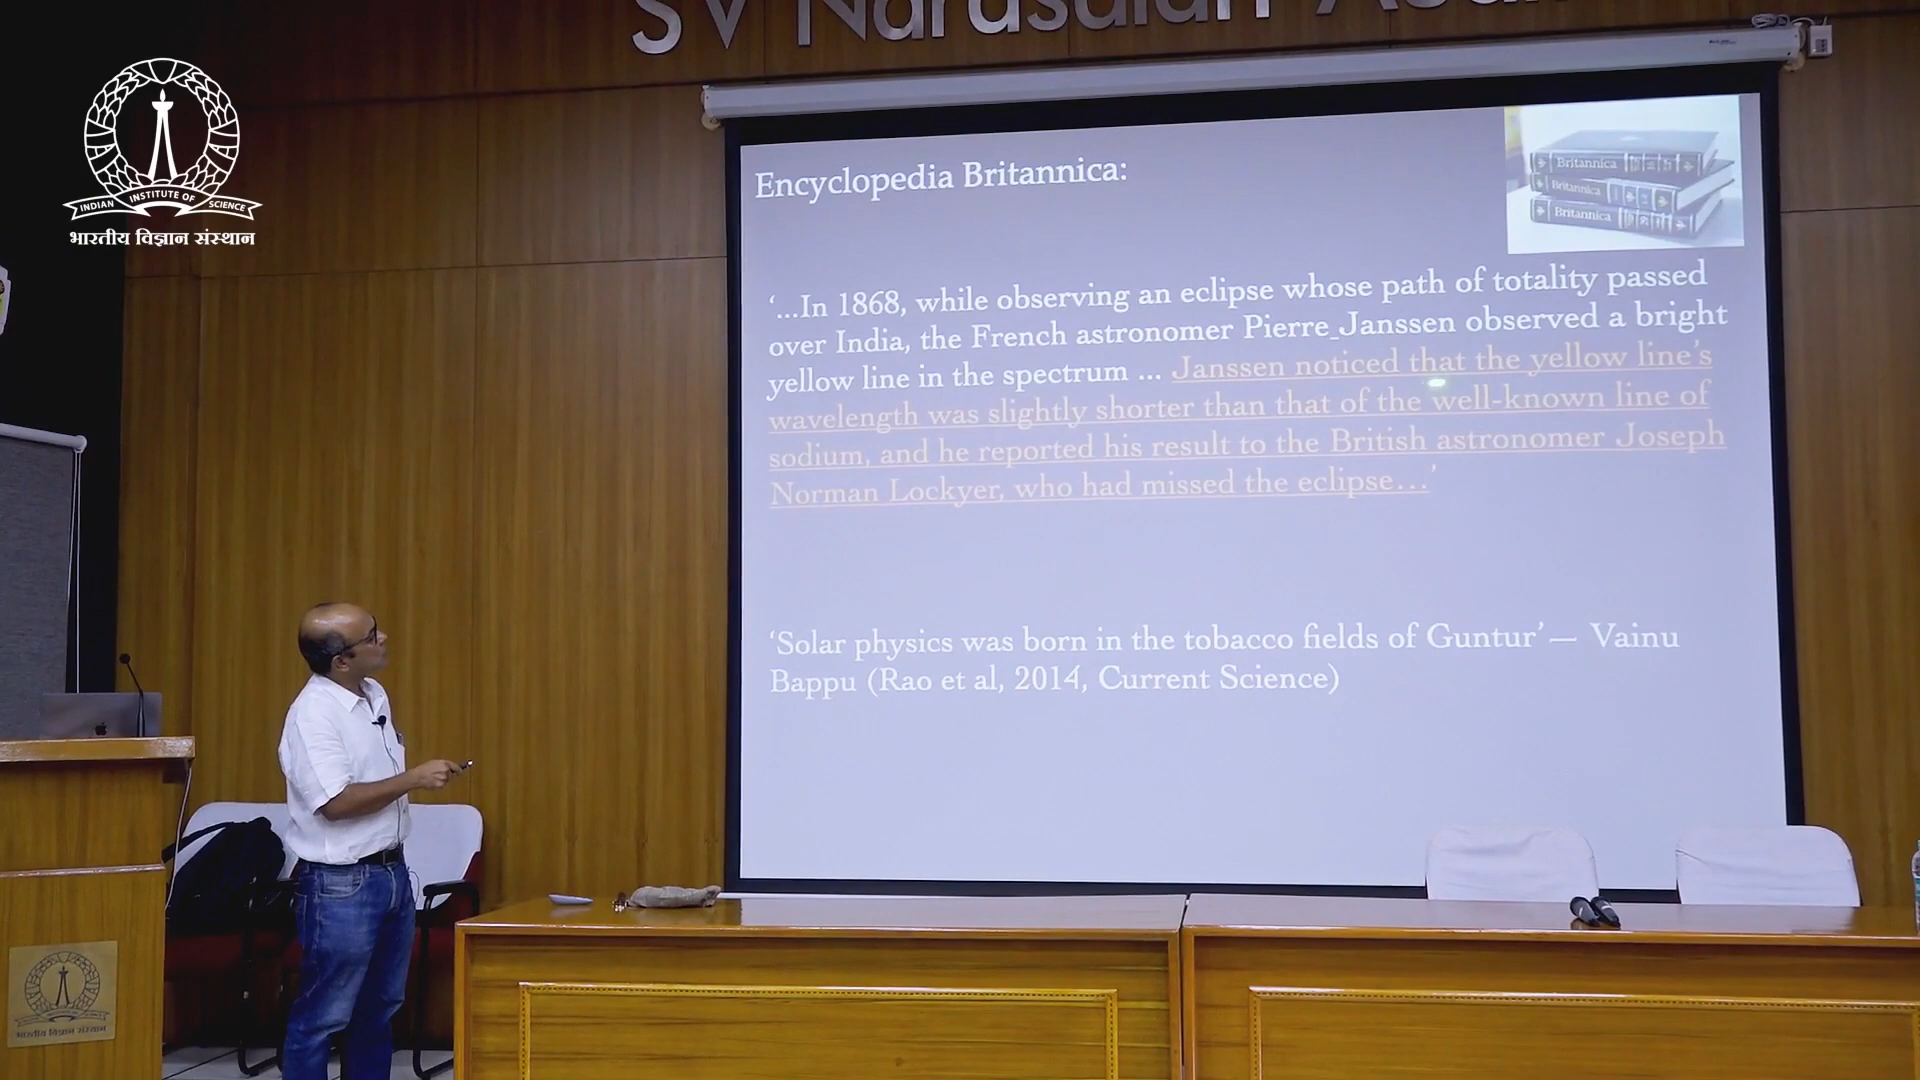 SV Narasaiah
INDIAN INSTITUTE OF SCIENCE
भारतीय विज्ञान संस्थान
Encyclopedia Britannica:
Britannica
Britannica
Britannica
‘...In 1868, while observing an eclipse whose path of totality passed
over India, the French astronomer Pierre_Janssen observed a bright
yellow line in the spectrum ... Janssen noticed that the yellow line’s
wavelength was slightly shorter than that of the well-known line of
sodium, and he reported his result to the British astronomer Joseph
Norman Lockyer, who had missed the eclipse…’
‘Solar physics was born in the tobacco fields of Guntur’— Vainu
Bappu (Rao et al, 2014, Current Science)
भारतीय विज्ञान संस्थान